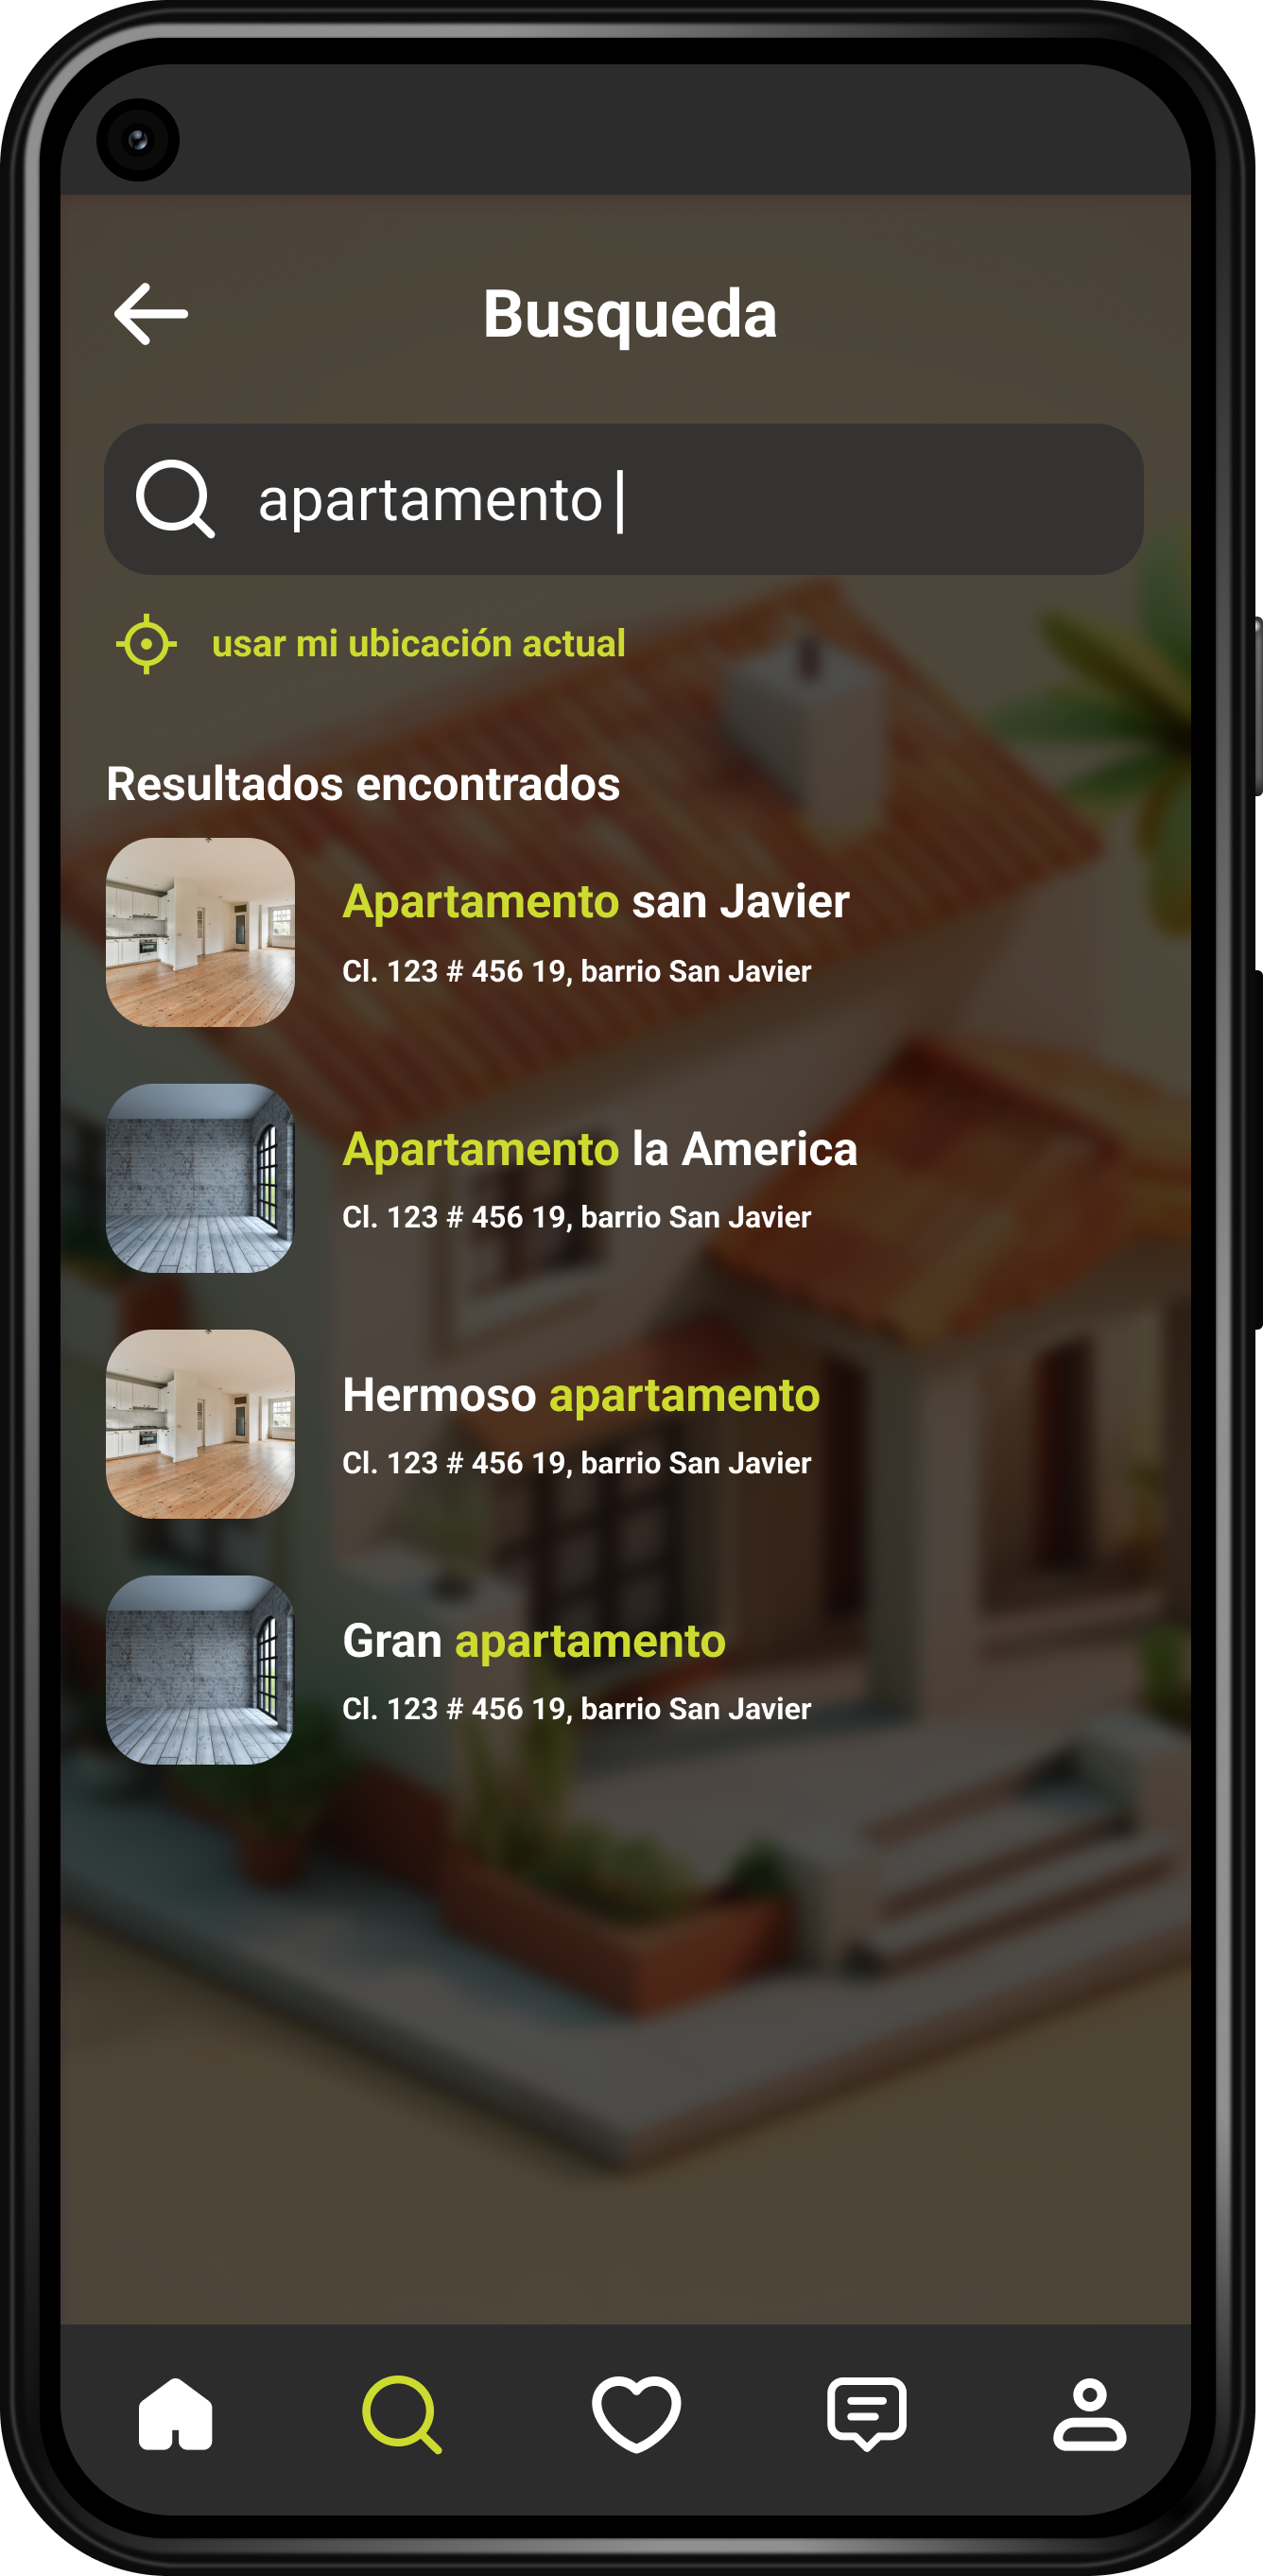 Busqueda
apartamento
usar mi ubicación actual
Resultados encontrados
Apartamento san Javier
Cl. 123 # 456 19, barrio San Javier
Apartamento la America
Cl. 123 # 456 19, barrio San Javier
Hermoso apartamento
Cl. 123 # 456 19, barrio San Javier
Gran apartamento
Cl. 123 # 456 19, barrio San Javier